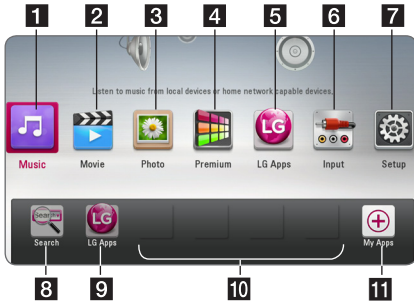 1 2 3 4 5 6 7
Listen to music from local devices or home network capable devices.
LG
Music Movie Photo Premium LG Apps Input Setup
Search LG
Search LG Apps My Apps
8 9 10 11